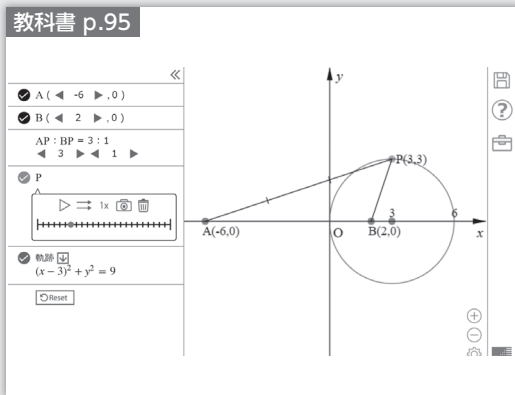 教科書 p.95
A ( ◀ -6 ▶ ,0 )
B ( ◀ 2 ▶ ,0 )
AP : BP = 3 : 1
◀ 3 ▶ ◀ 1 ▶
P
1x
軌跡
(x − 3)² + y² = 9
Reset
y
P(3,3)
3
6
A(-6,0)
O
B(2,0)
x